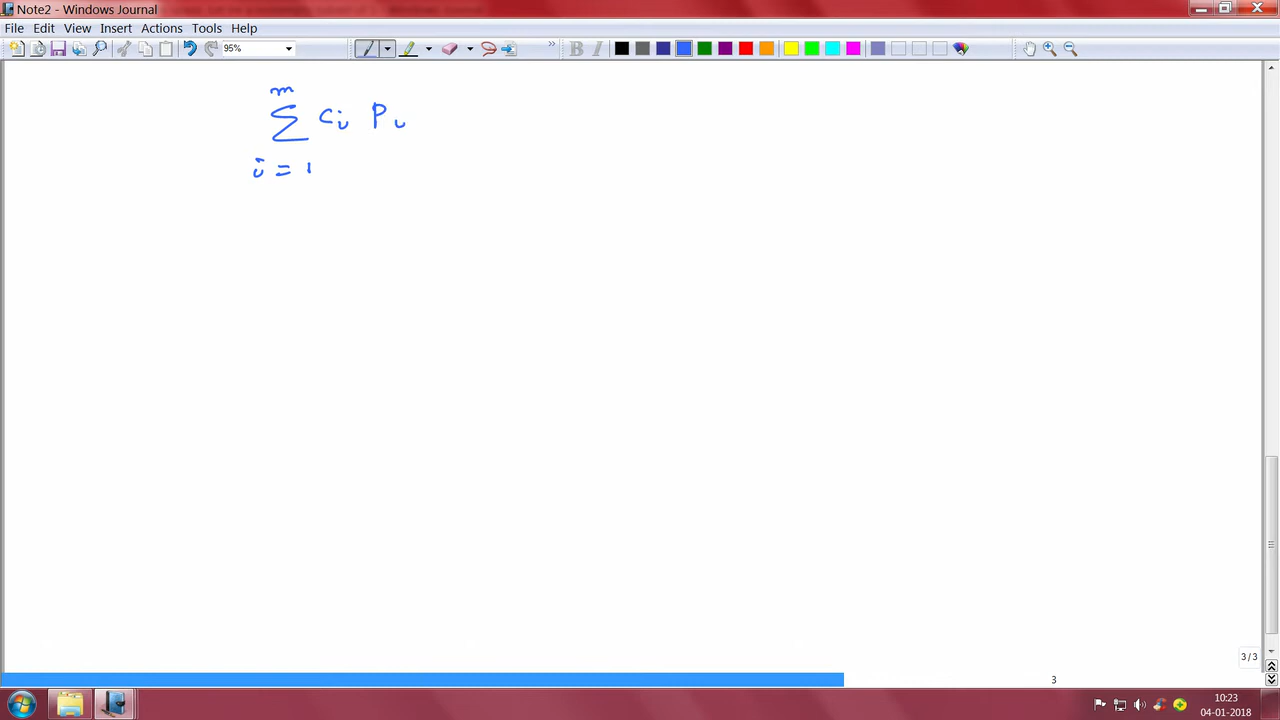 Note2 - Windows Journal
File Edit View Insert Actions Tools Help
95%
m
∑ ci pi
i = 1
3/3
3
10:23
04-01-2018